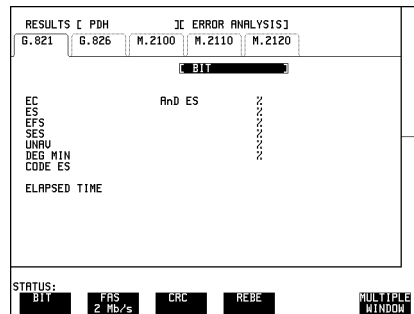 RESULTS [ PDH ][ ERROR ANALYSIS]
G.821 G.826 M.2100 M.2110 M.2120
[ BIT ]
EC AnD ES %
ES %
EFS %
SES %
UNAV %
DEG MIN %
CODE ES
ELAPSED TIME
STATUS:
BIT FAS CRC REBE MULTIPLE
2 Mb/s WINDOW